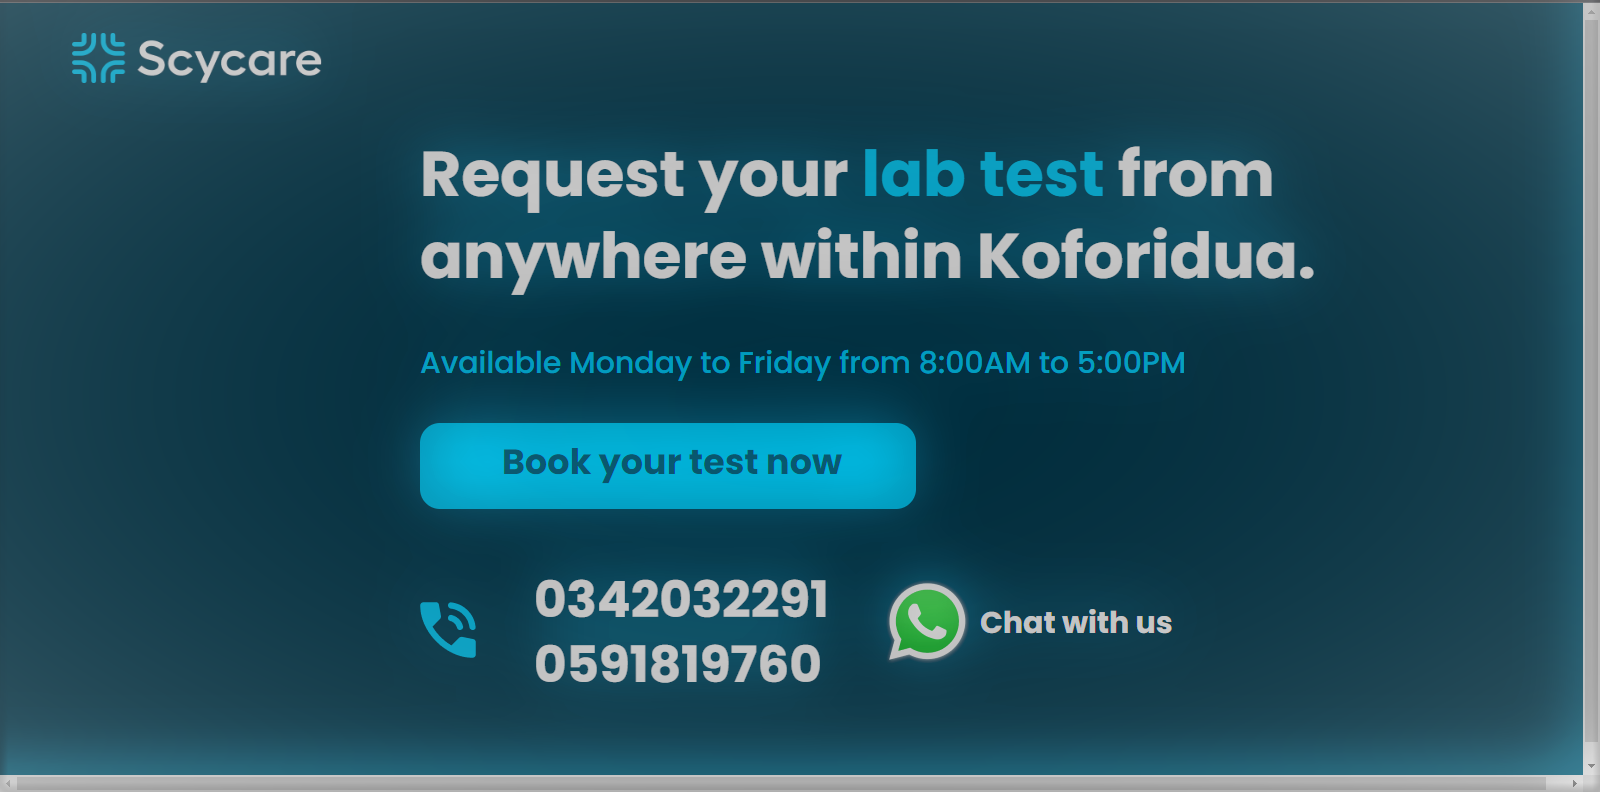 Scycare
Request your lab test from
anywhere within Koforidua.
Available Monday to Friday from 8:00AM to 5:00PM
Book your test now
0342032291
0591819760
Chat with us